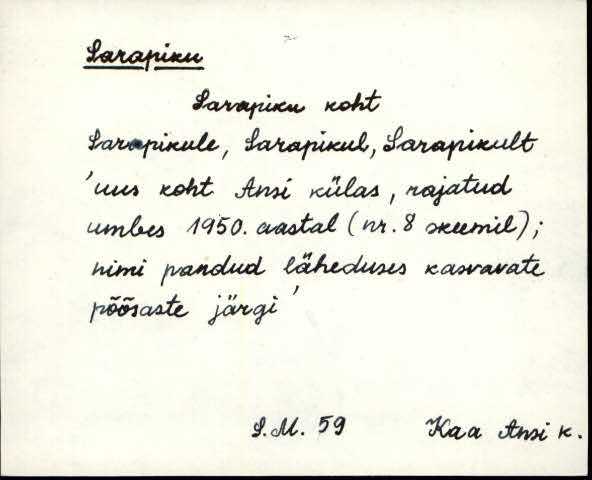 Sarapiku
Sarapiku koht
Sarapikule, Sarapikul, Sarapikult
'uus koht Ansi külas, rajatud
umbes 1950. aastal (nr. 8 skeemil);
nimi pandud läheduses kasvavate
põõsaste järgi'
S.M. 59 Kaa Ansi k.